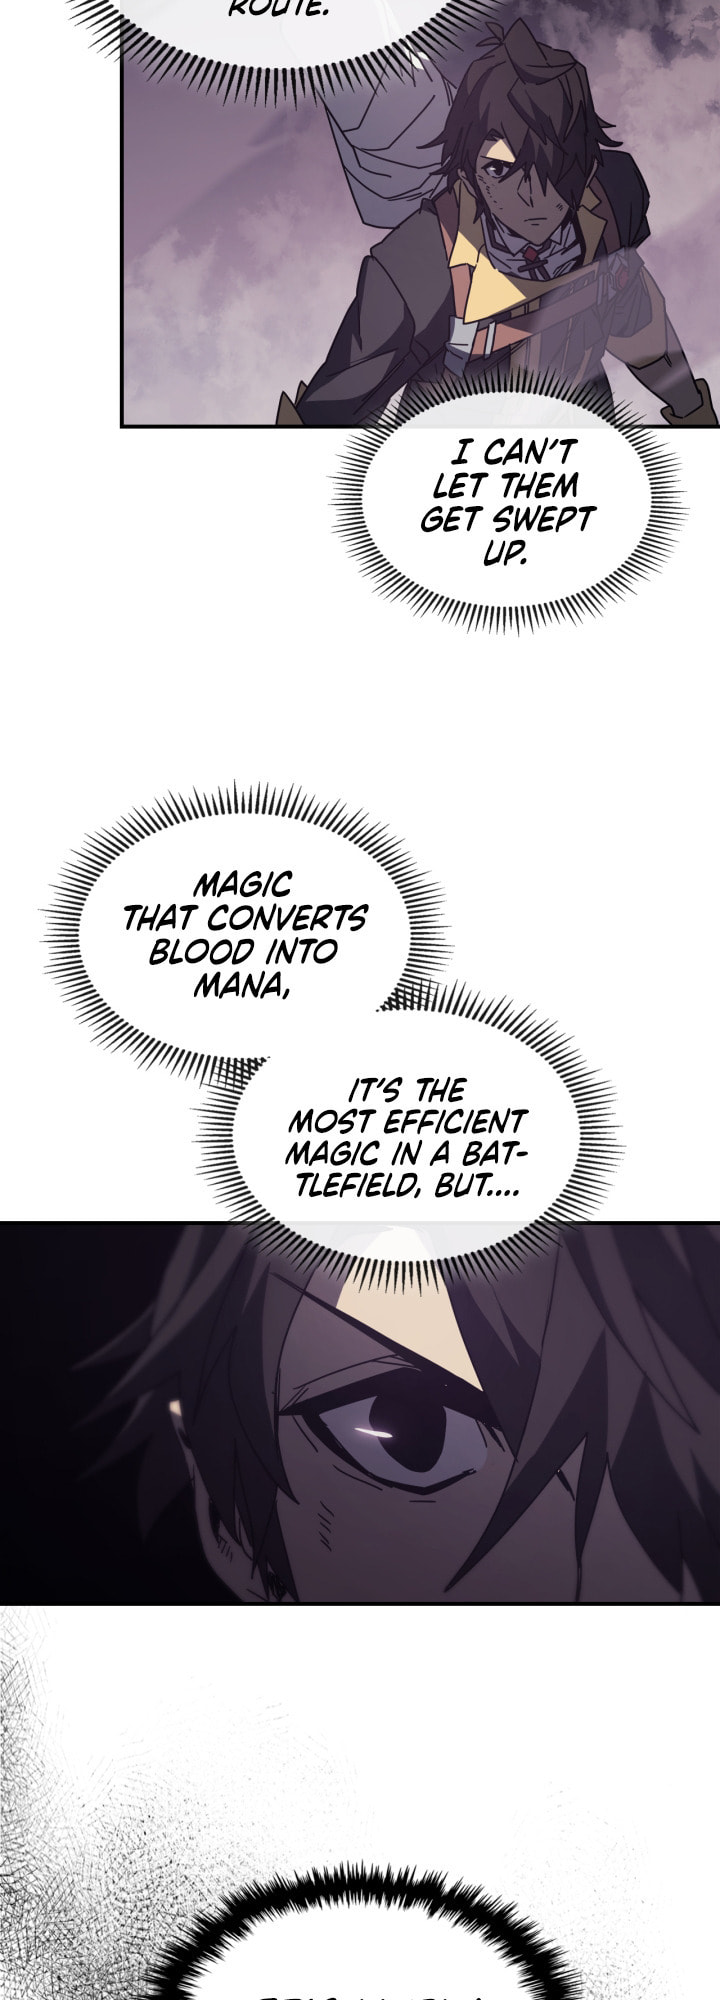 ROUTE.
I CAN'T
LET THEM
GET SWEPT
UP.
MAGIC
THAT CONVERTS
BLOOD INTO
MANA,
IT'S THE
MOST EFFICIENT
MAGIC IN A BAT-
TLEFIELD, BUT....